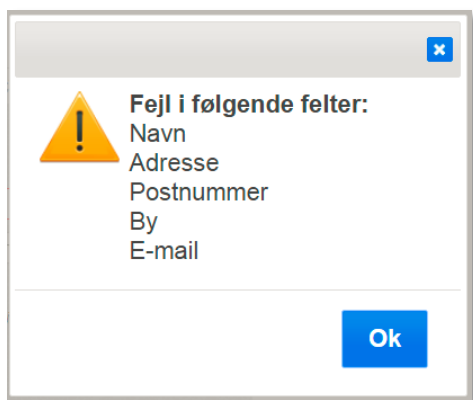 Fejl i følgende felter:
Navn
Adresse
Postnummer
By
E-mail
Ok